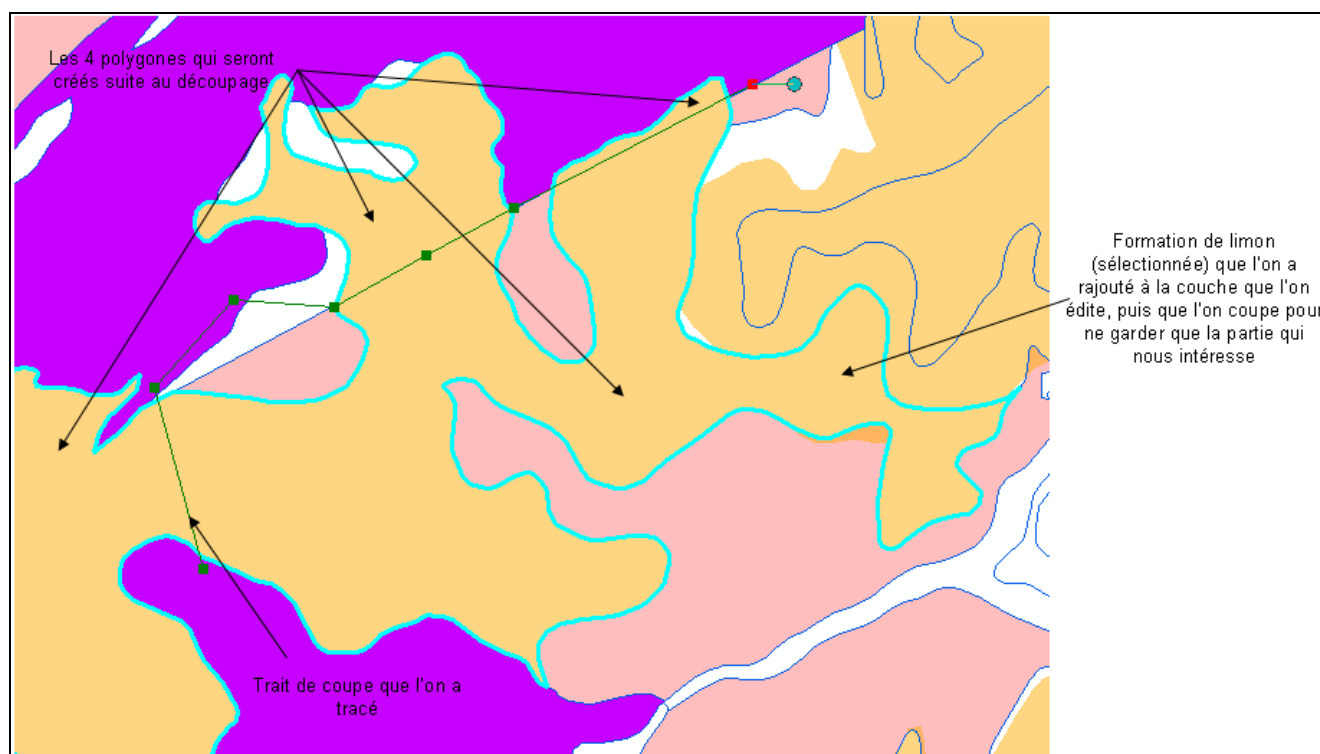 Les 4 polygones qui seront
créés suite au découpage
Formation de limon
(sélectionnée) que l'on a
rajouté à la couche que l'on
édite, puis que l'on coupe pour
ne garder que la partie qui
nous intéresse
Trait de coupe que l'on a
tracé